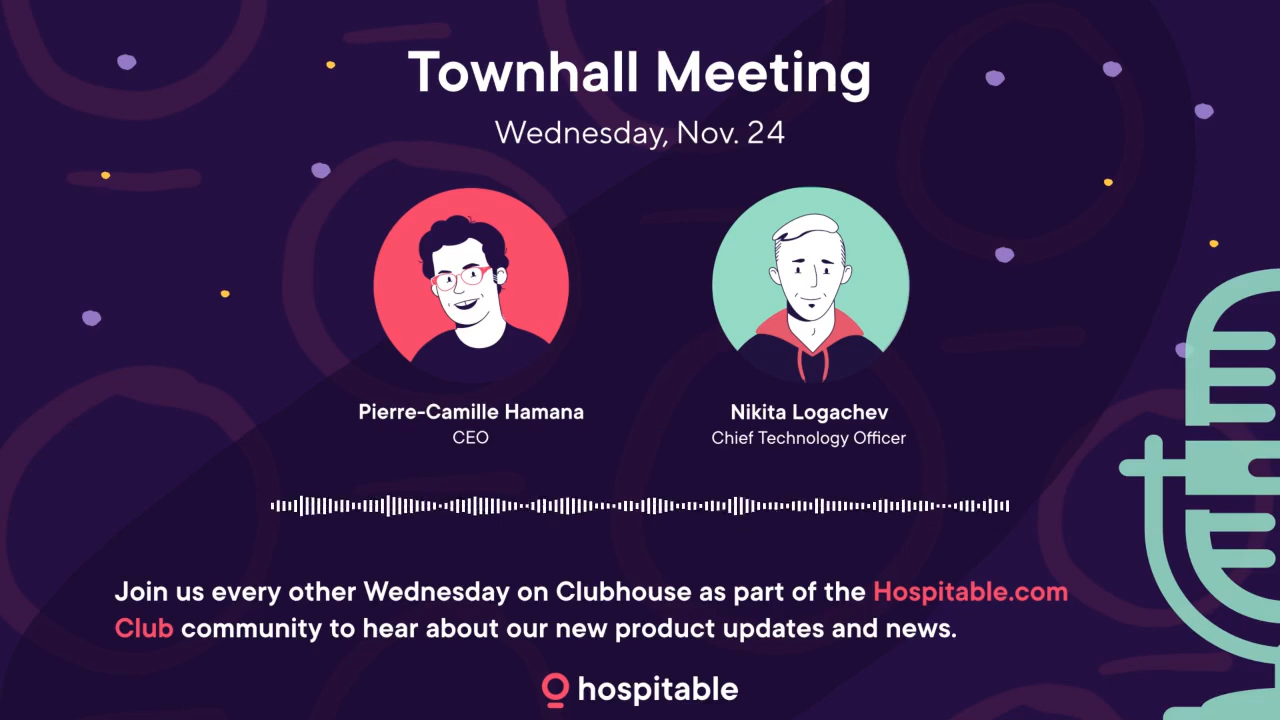 Townhall Meeting
Wednesday, Nov. 24
Pierre-Camille Hamana
CEO
Nikita Logachev
Chief Technology Officer
Join us every other Wednesday on Clubhouse as part of the Hospitable.com
Club community to hear about our new product updates and news.
hospitable